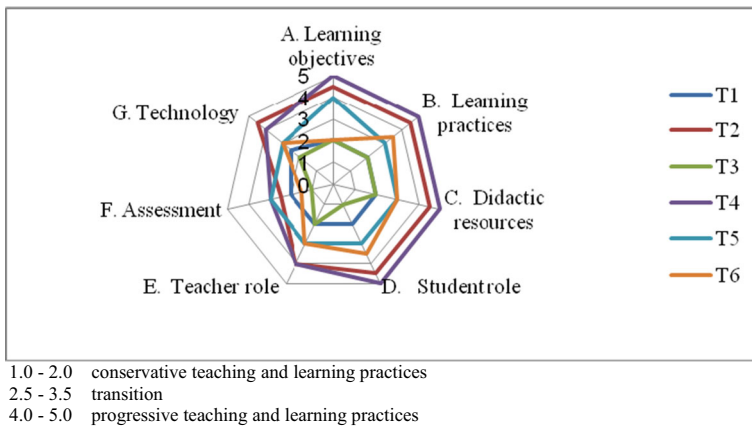 A. Learning
objectives
5
4
3
2
1
0
B. Learning
practices
C. Didactic
resources
D. Student role
E. Teacher role
F. Assessment
G. Technology
T1
T2
T3
T4
T5
T6
1.0 - 2.0 conservative teaching and learning practices
2.5 - 3.5 transition
4.0 - 5.0 progressive teaching and learning practices